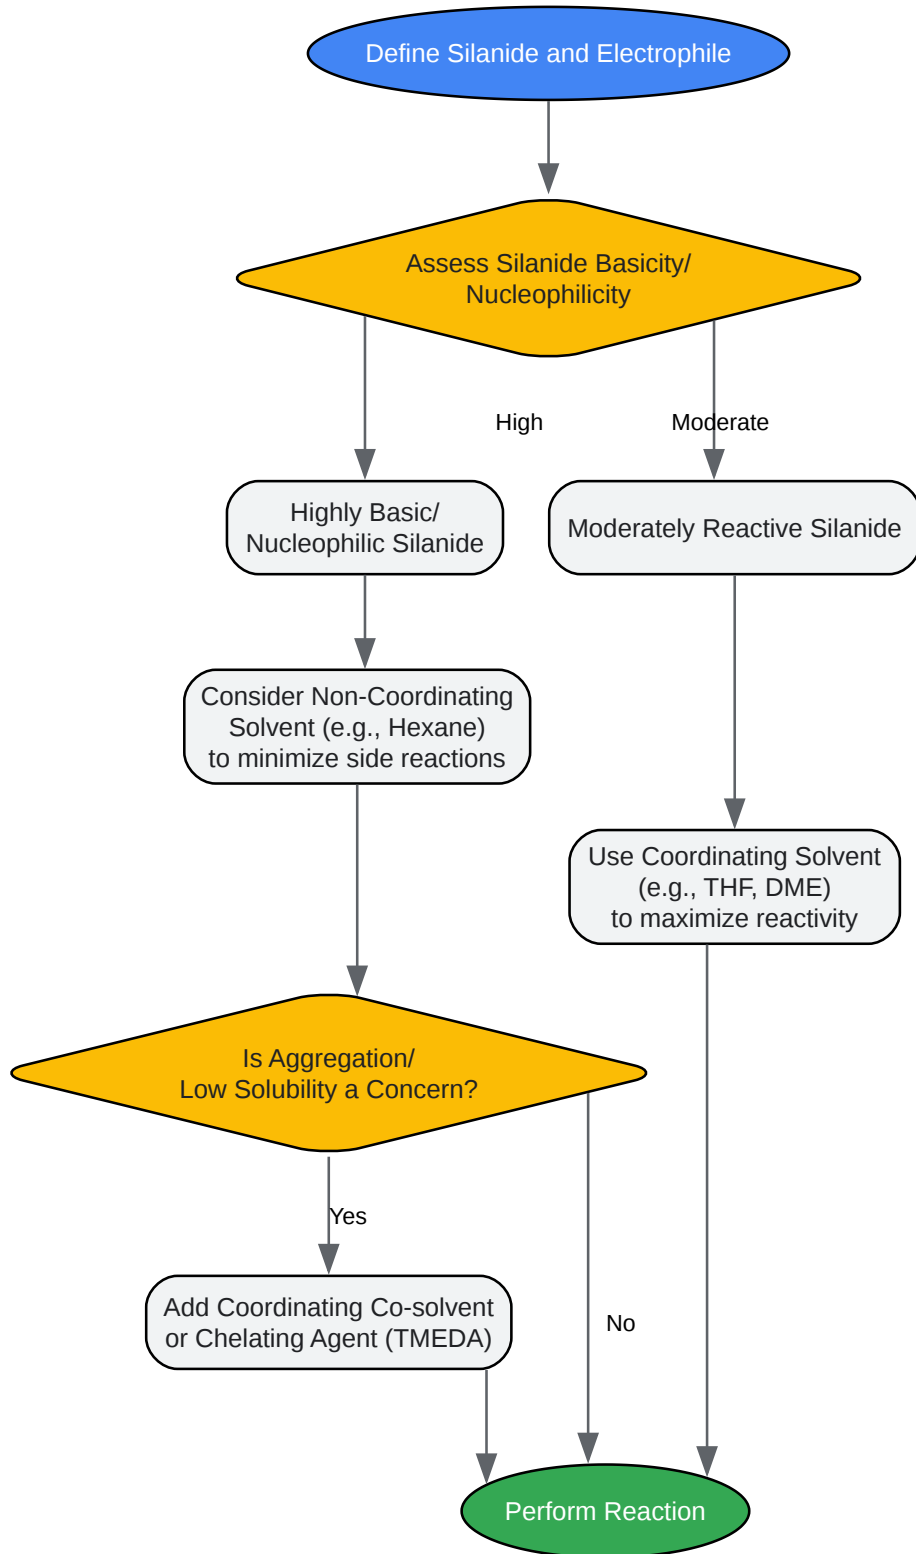 Define Silanide and Electrophile
Assess Silanide Basicity/
Nucleophilicity
High
Moderate
Highly Basic/
Nucleophilic Silanide
Moderately Reactive Silanide
Consider Non-Coordinating
Solvent (e.g., Hexane)
to minimize side reactions
Use Coordinating Solvent
(e.g., THF, DME)
to maximize reactivity
Is Aggregation/
Low Solubility a Concern?
Yes
Add Coordinating Co-solvent
or Chelating Agent (TMEDA)
No
Perform Reaction